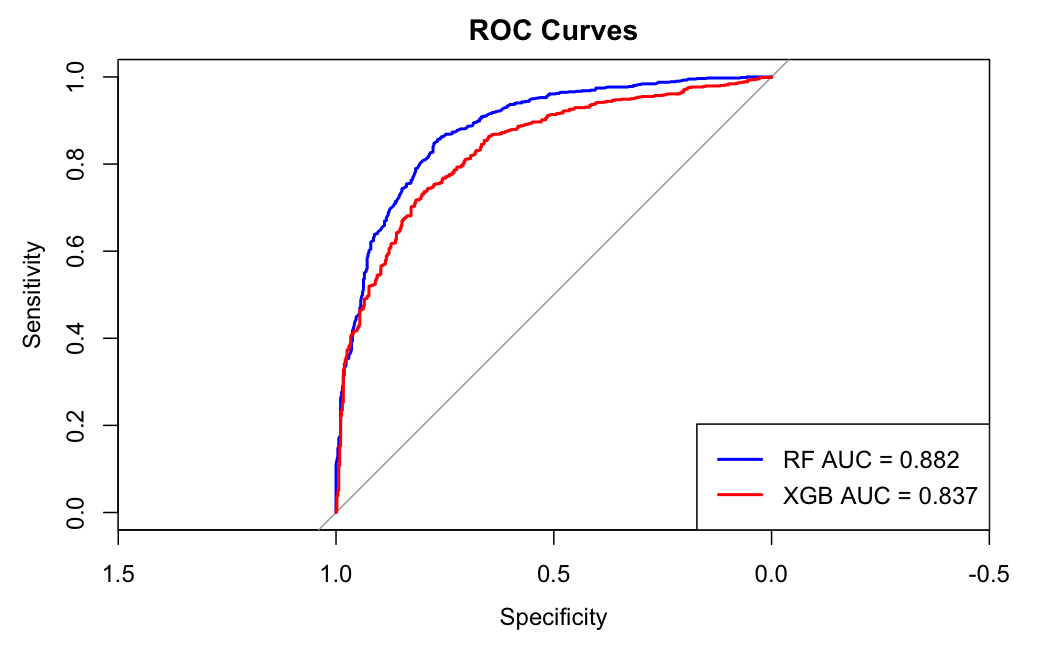 ROC Curves
Sensitivity
1.0
0.8
0.6
0.4
0.2
0.0
RF AUC = 0.882
XGB AUC = 0.837
1.5 1.0 0.5 0.0 -0.5
Specificity